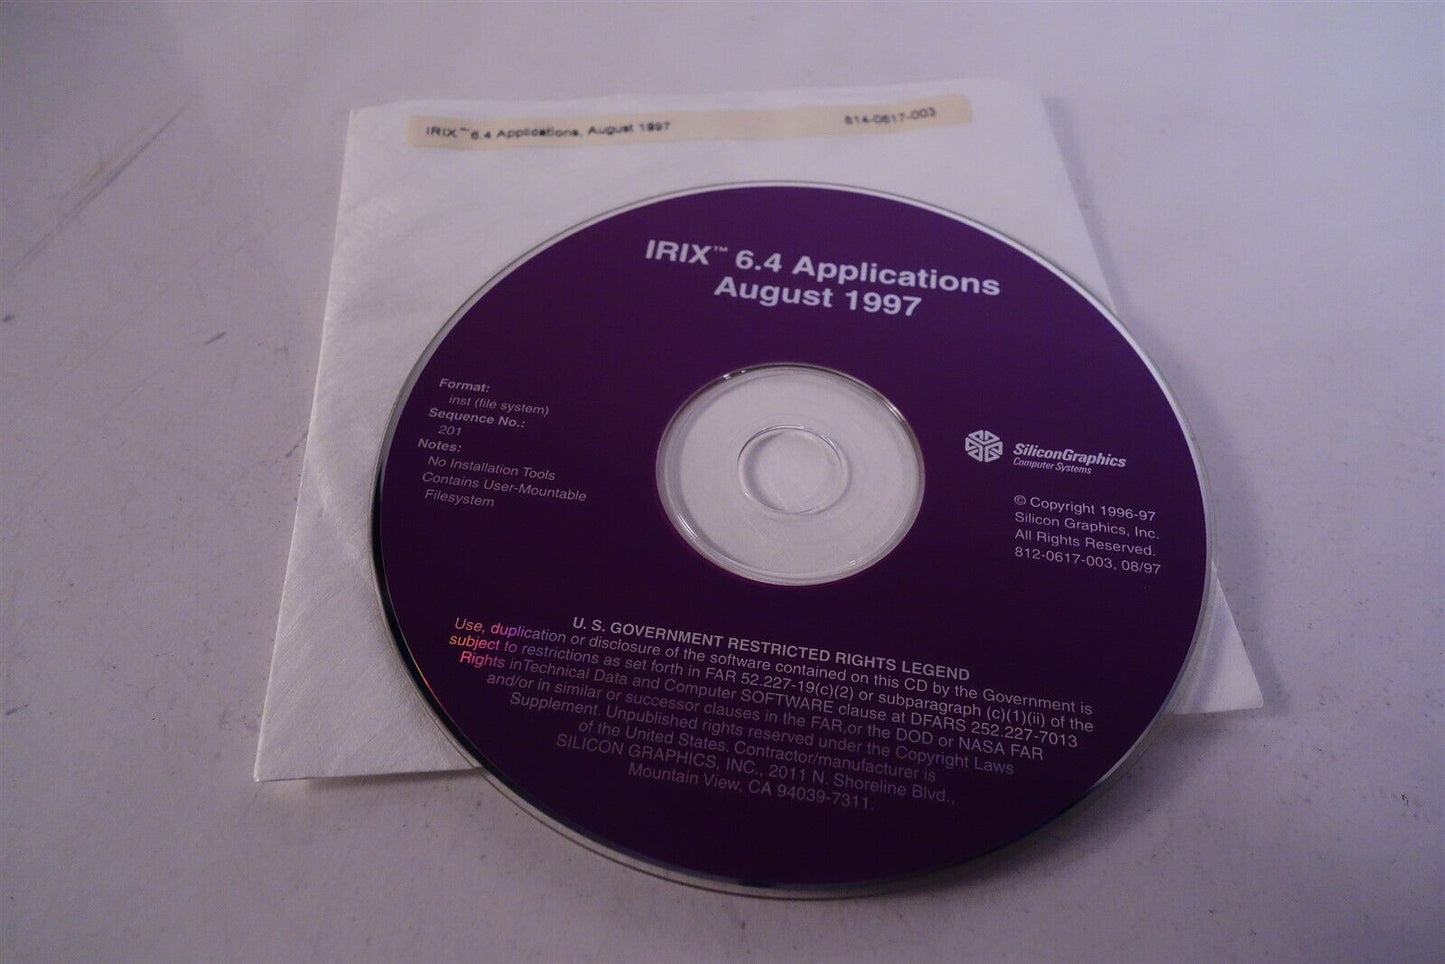 IRIX™ 6.4 Applications, August 1997 814-0617-003
IRIX™ 6.4 Applications
August 1997
Format:
inst (file system)
Sequence No.:
201
Notes:
No Installation Tools
Contains User-Mountable
Filesystem
SiliconGraphics
Computer Systems
© Copyright 1996-97
Silicon Graphics, Inc.
All Rights Reserved.
812-0617-003, 08/97
U. S. GOVERNMENT RESTRICTED RIGHTS LEGEND
Use, duplication or disclosure of the software contained on this CD by the Government is
subject to restrictions as set forth in FAR 52.227-19(c)(2) or subparagraph (c)(1)(ii) of the
Rights inTechnical Data and Computer SOFTWARE clause at DFARS 252.227-7013
and/or in similar or successor clauses in the FAR,or the DOD or NASA FAR
Supplement. Unpublished rights reserved under the Copyright Laws
of the United States. Contractor/manufacturer is
SILICON GRAPHICS, INC., 2011 N. Shoreline Blvd.,
Mountain View, CA 94039-7311.